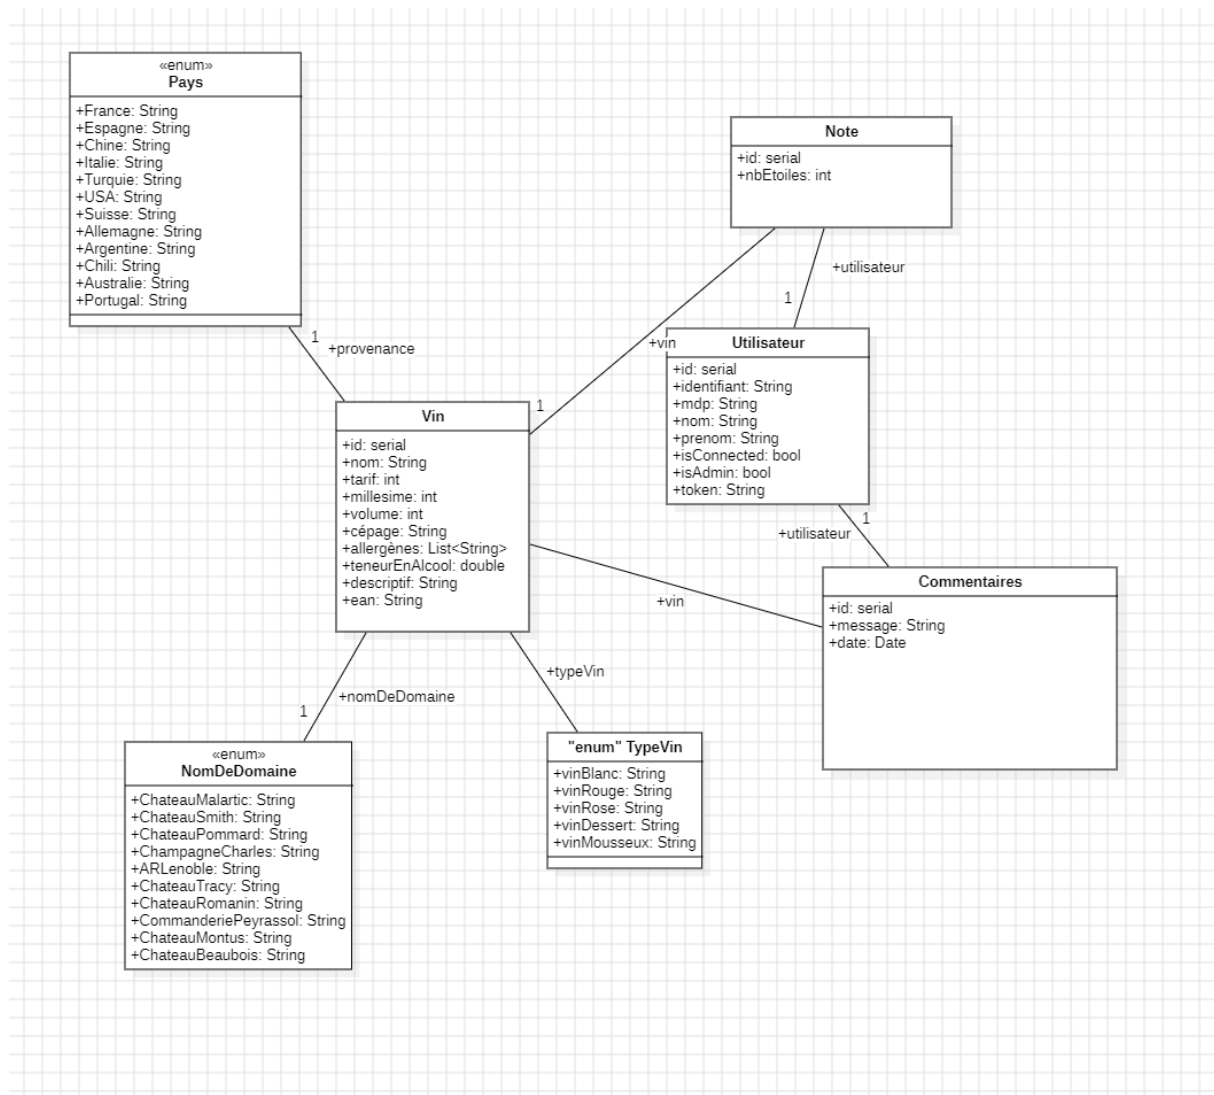 «enum»
Pays
+France: String
+Espagne: String
+Chine: String
+Italie: String
+Turquie: String
+USA: String
+Suisse: String
+Allemagne: String
+Argentine: String
+Chili: String
+Australie: String
+Portugal: String
1
+provenance
Note
+id: serial
+nbEtoiles: int
+utilisateur
1
+vin
1
Utilisateur
+id: serial
+identifiant: String
+mdp: String
+nom: String
+prenom: String
+isConnected: bool
+isAdmin: bool
+token: String
1
+utilisateur
Vin
+id: serial
+nom: String
+tarif: int
+millesime: int
+volume: int
+cépage: String
+allergènes: List<String>
+teneurEnAlcool: double
+descriptif: String
+ean: String
+vin
Commentaires
+id: serial
+message: String
+date: Date
+nomDeDomaine
1
+typeVin
«enum»
NomDeDomaine
+ChateauMalartic: String
+ChateauSmith: String
+ChateauPommard: String
+ChampagneCharles: String
+ARLenoble: String
+ChateauTracy: String
+ChateauRomanin: String
+CommanderiePeyrassol: String
+ChateauMontus: String
+ChateauBeaubois: String
"enum" TypeVin
+vinBlanc: String
+vinRouge: String
+vinRose: String
+vinDessert: String
+vinMousseux: String